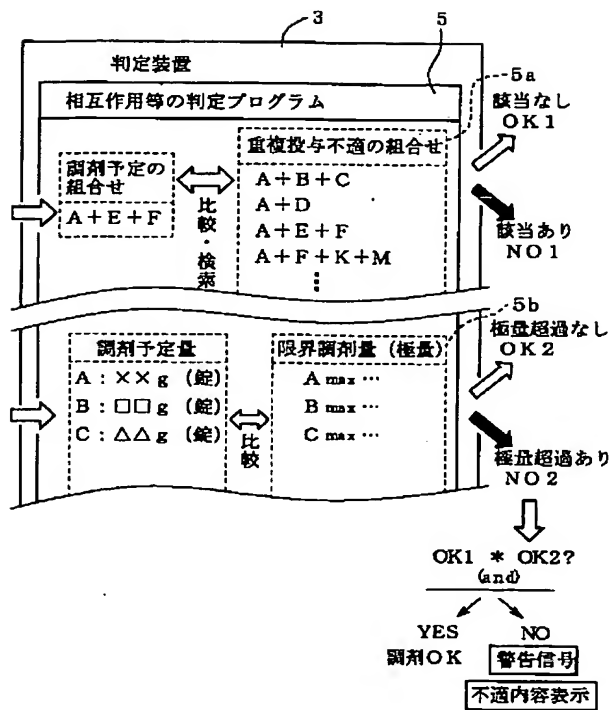 3
5
判定装置
5a
相互作用等の判定プログラム
該当なし
OK1
重複投与不適の組合せ
調剤予定の
組合せ
A+E+F
比較・検索
A+B+C
A+D
A+E+F
A+F+K+M
⋮
該当あり
NO1
5b
調剤予定量
限界調剤量(極量)
極量超過なし
OK2
A:××g(錠)
B:□□g(錠)
C:△△g(錠)
比較
A max …
B max …
C max …
極量超過あり
NO2
OK1 * OK2?
(and)
YES
NO
調剤OK
警告信号
不適内容表示